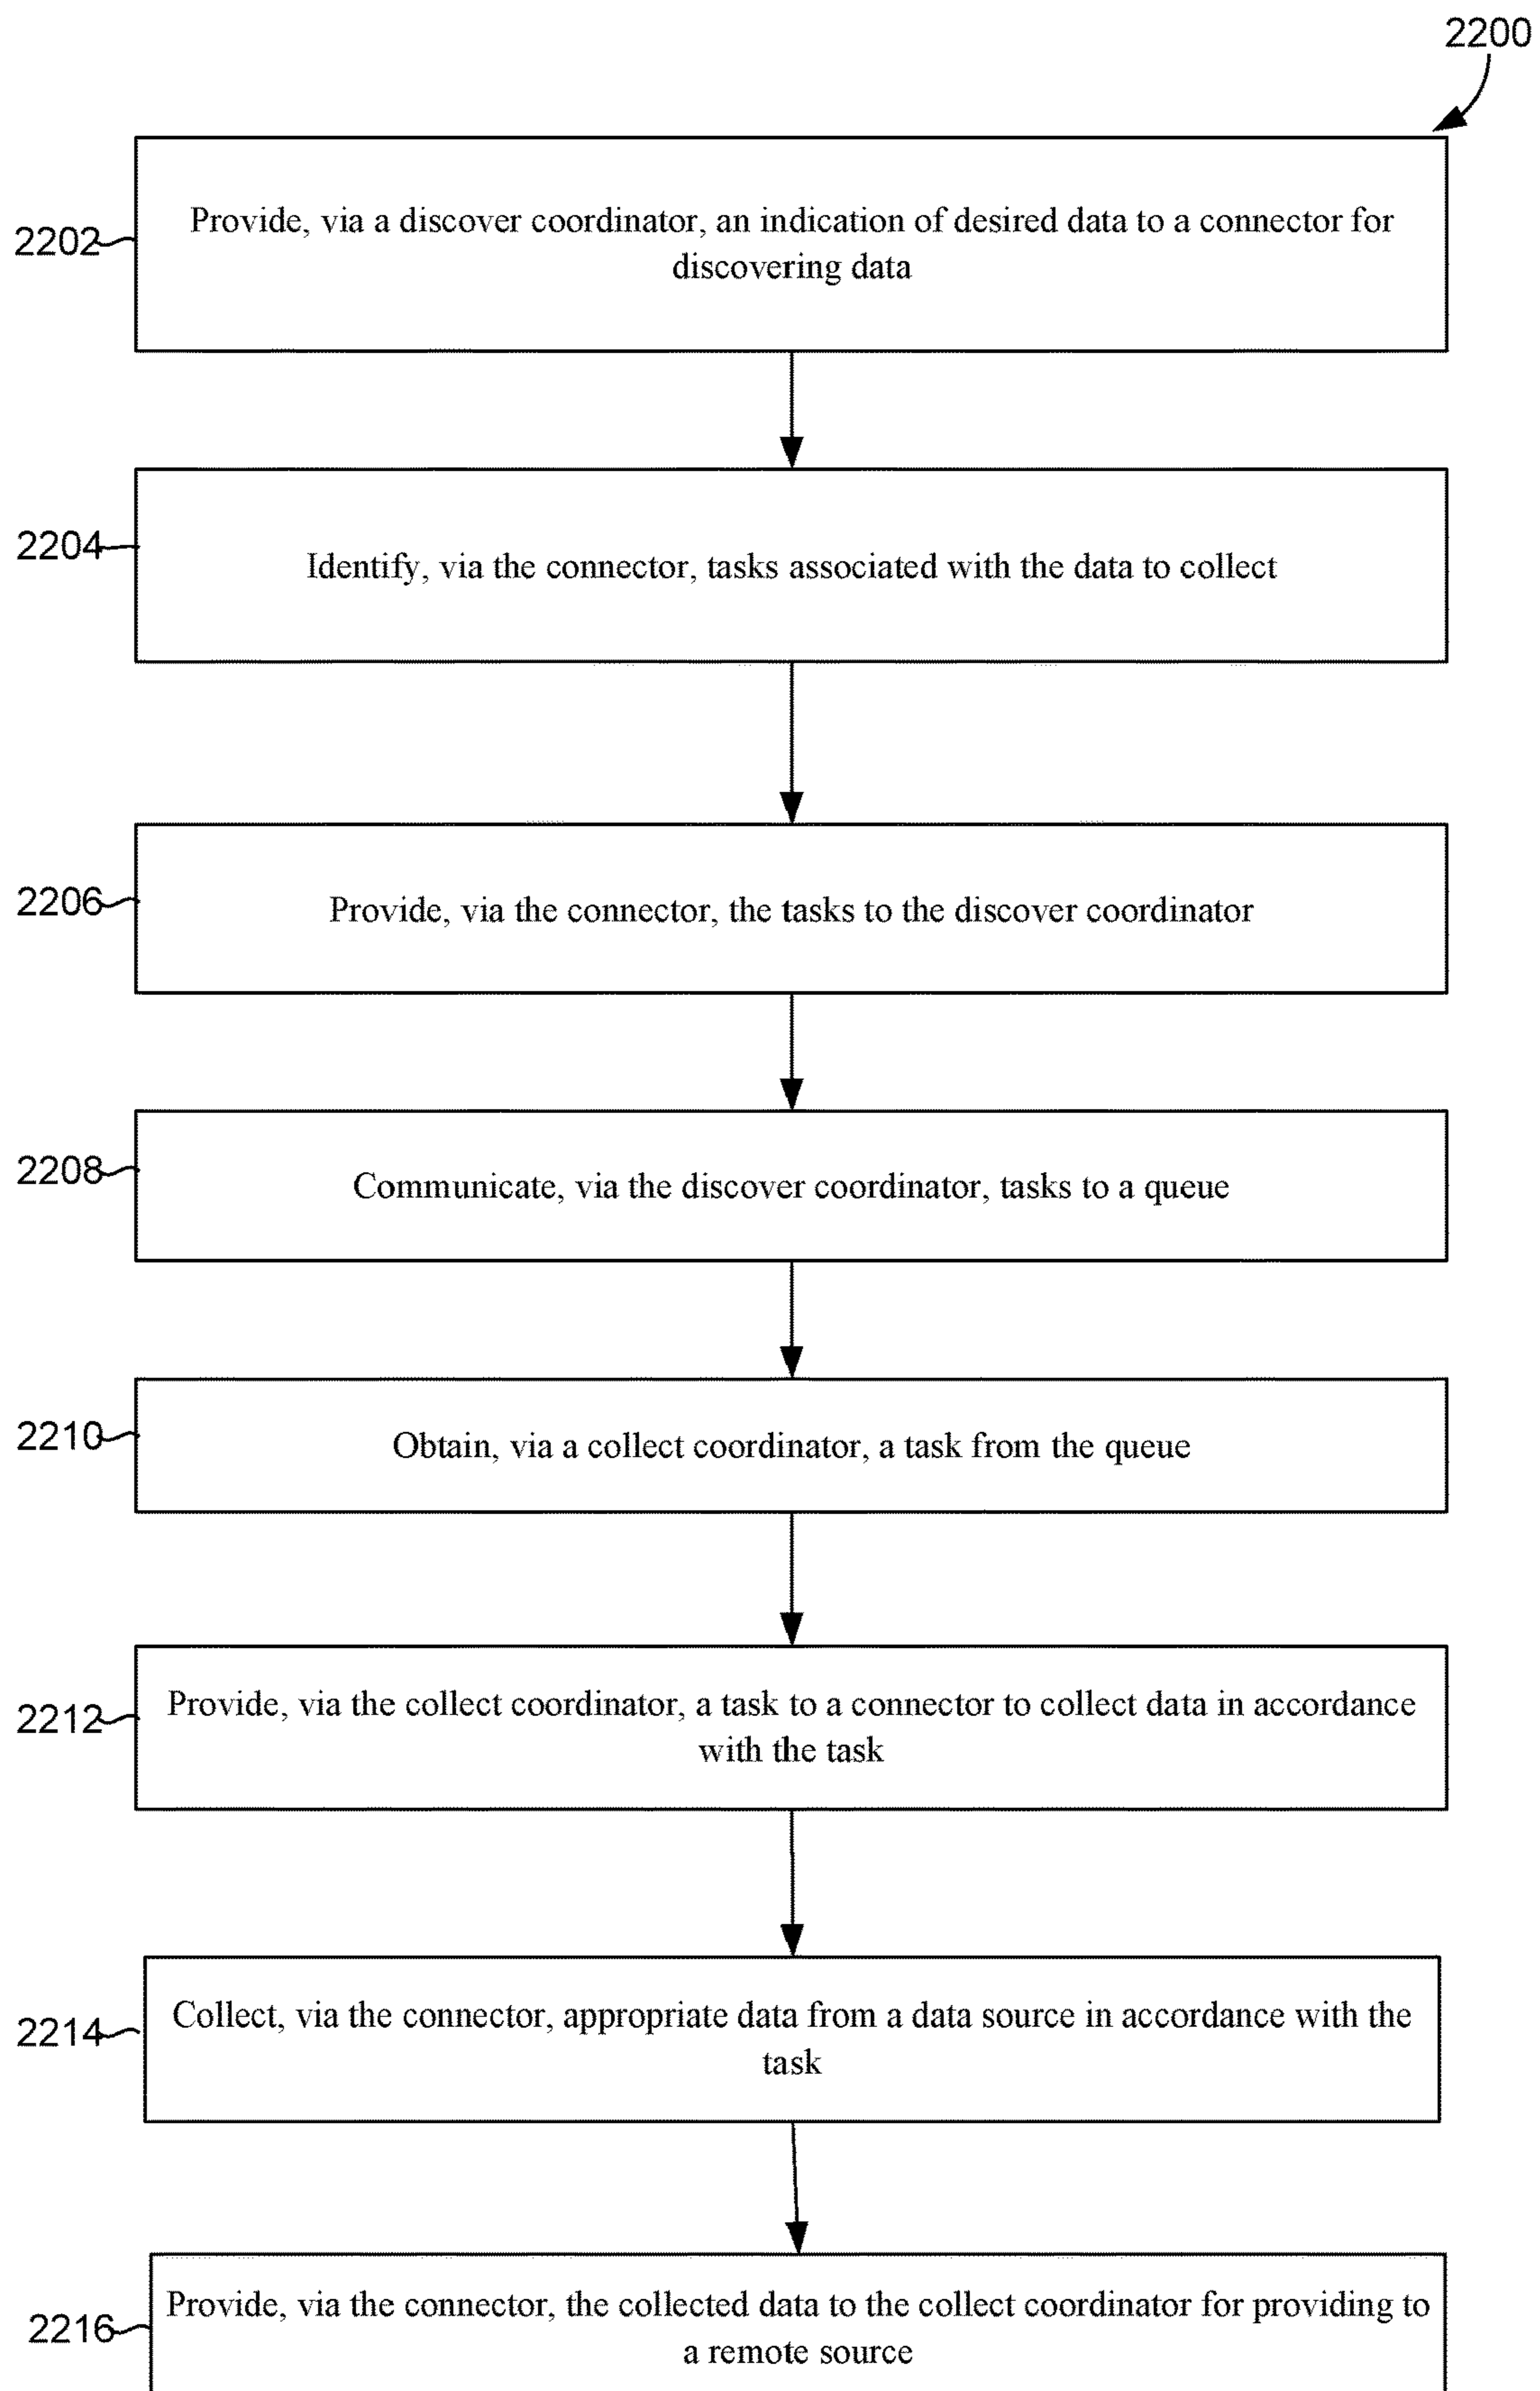 2200
2202
Provide, via a discover coordinator, an indication of desired data to a connector for
discovering data
2204
Identify, via the connector, tasks associated with the data to collect
2206
Provide, via the connector, the tasks to the discover coordinator
2208
Communicate, via the discover coordinator, tasks to a queue
2210
Obtain, via a collect coordinator, a task from the queue
2212
Provide, via the collect coordinator, a task to a connector to collect data in accordance
with the task
2214
Collect, via the connector, appropriate data from a data source in accordance with the
task
2216
Provide, via the connector, the collected data to the collect coordinator for providing to
a remote source